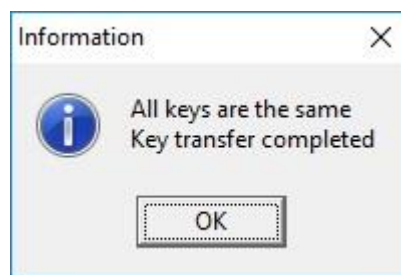 Information
All keys are the same
Key transfer completed
OK